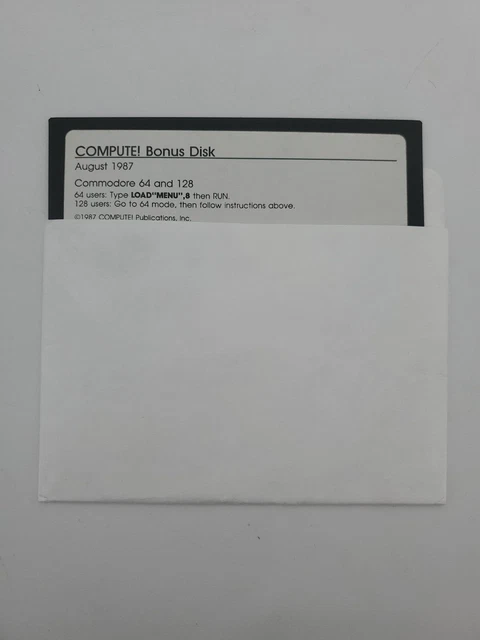 COMPUTE! Bonus Disk
August 1987
Commodore 64 and 128
64 users: Type LOAD"MENU",8 then RUN.
128 users: Go to 64 mode, then follow instructions above.
©1987 COMPUTE! Publications, Inc.